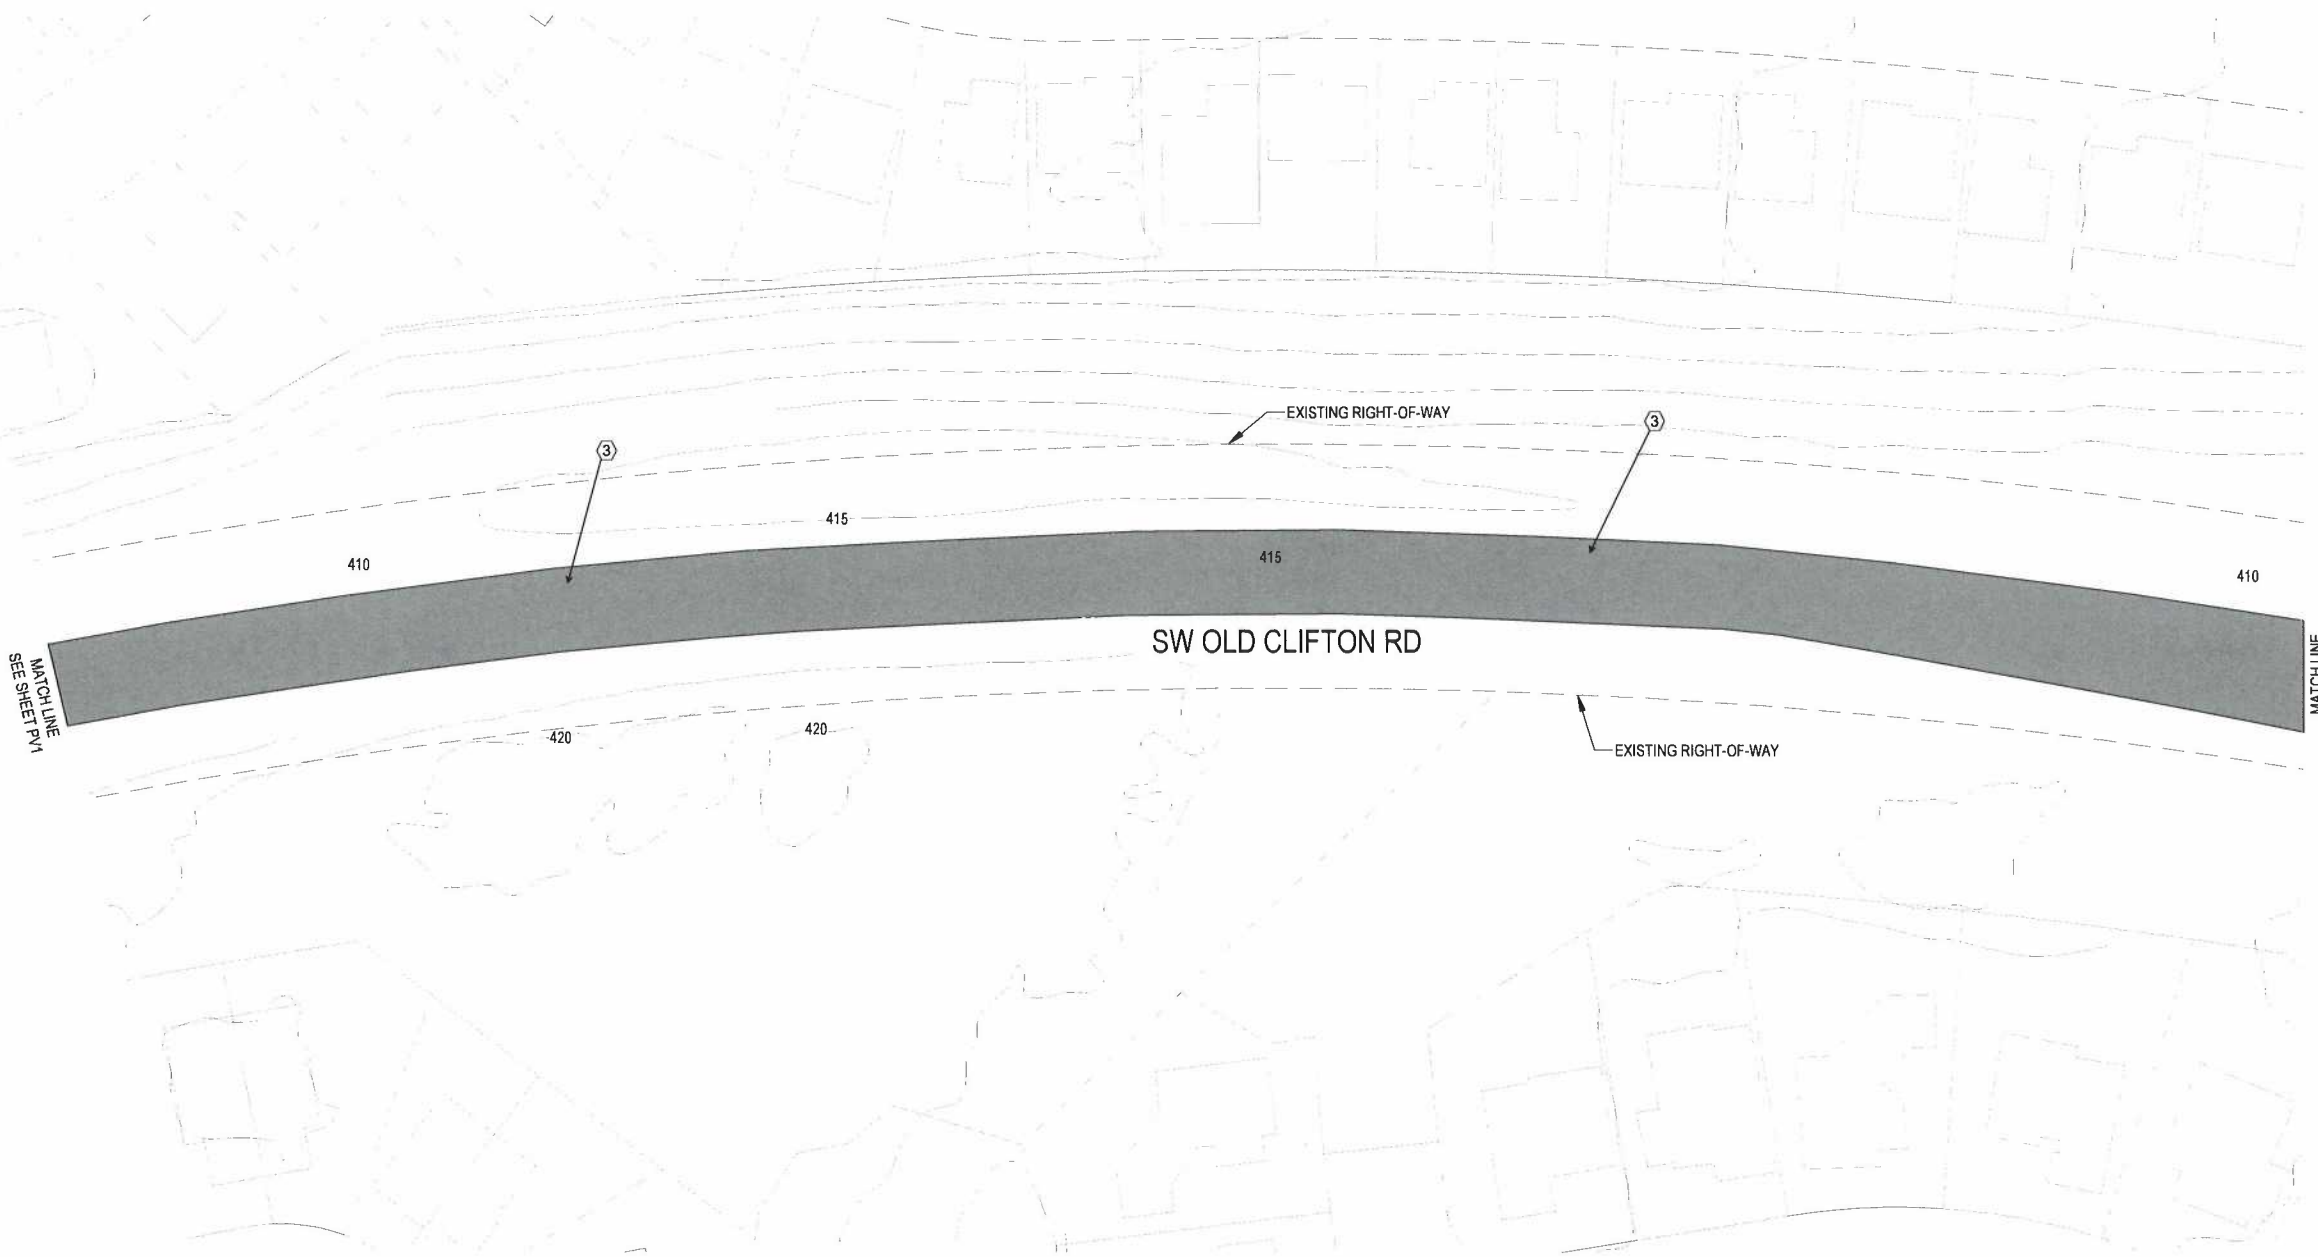 EXISTING RIGHT-OF-WAY
3
3
415
410
415
410
SW OLD CLIFTON RD
MATCH LINE
SEE SHEET PV1
MATCH LINE
420
420
EXISTING RIGHT-OF-WAY